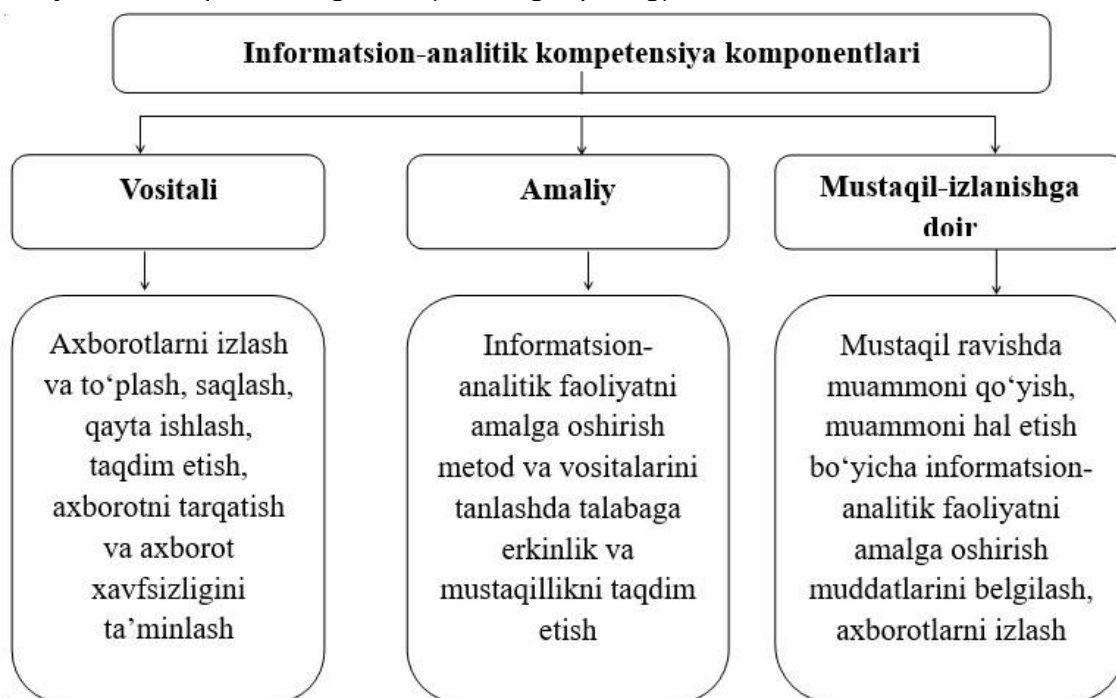 Informatsion-analitik kompetensiya komponentlari
Vositali
Amaliy
Mustaqil-izlanishga
doir
Axborotlarni izlash
va to‘plash, saqlash,
qayta ishlash,
taqdim etish,
axborotni tarqatish
va axborot
xavfsizligini
ta’minlash
Informatsion-
analitik faoliyatni
amalga oshirish
metod va vositalarini
tanlashda talabaga
erkinlik va
mustaqillikni taqdim
etish
Mustaqil ravishda
muammoni qo‘yish,
muammoni hal etish
bo‘yicha informatsion-
analitik faoliyatni
amalga oshirish
muddatlarini belgilash,
axborotlarni izlash